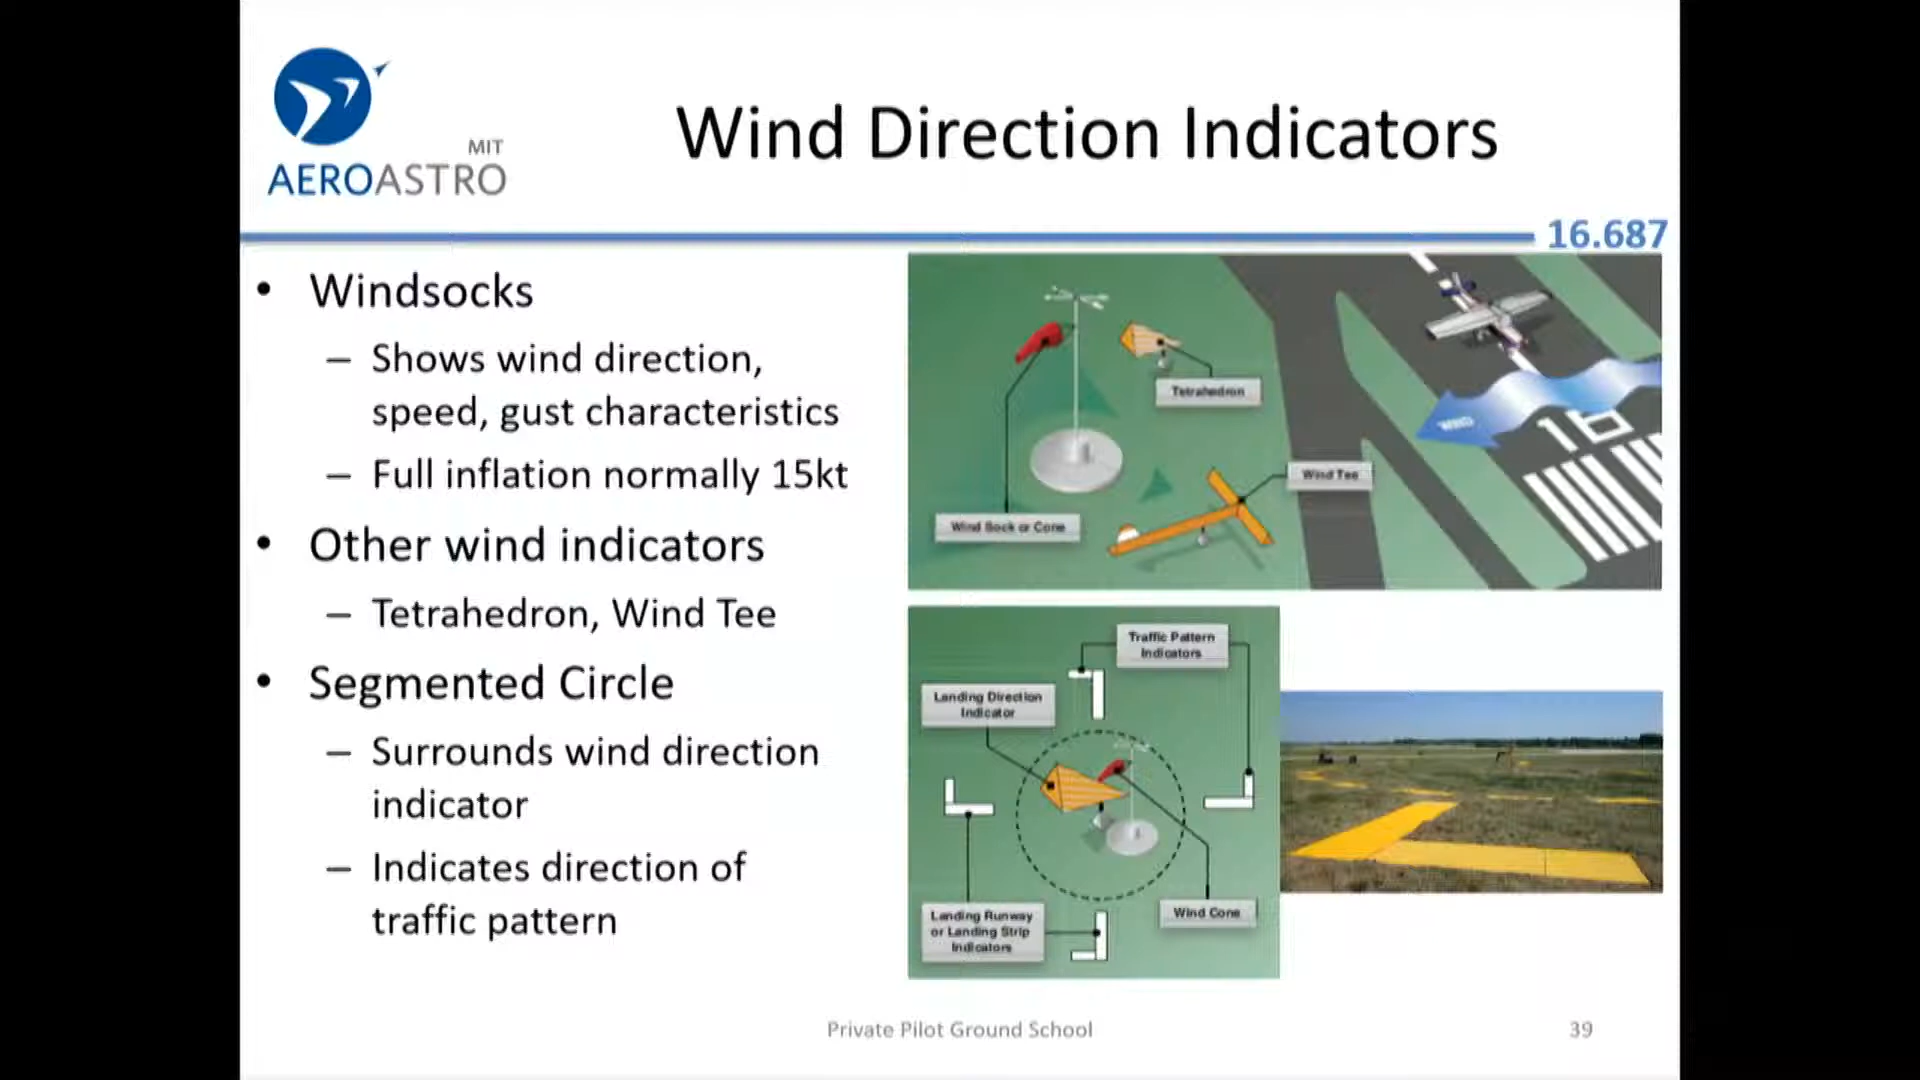 MIT
AEROASTRO
Wind Direction Indicators
16.687
• Windsocks
– Shows wind direction,
speed, gust characteristics
– Full inflation normally 15kt
• Other wind indicators
– Tetrahedron, Wind Tee
• Segmented Circle
– Surrounds wind direction
indicator
– Indicates direction of
traffic pattern
Tetrahedron
WIND
16
Wind Tee
Wind Sock or Cone
Traffic Pattern
Indicators
Landing Direction
Indicator
Landing Runway
or Landing Strip
Indicators
Wind Cone
Private Pilot Ground School
39